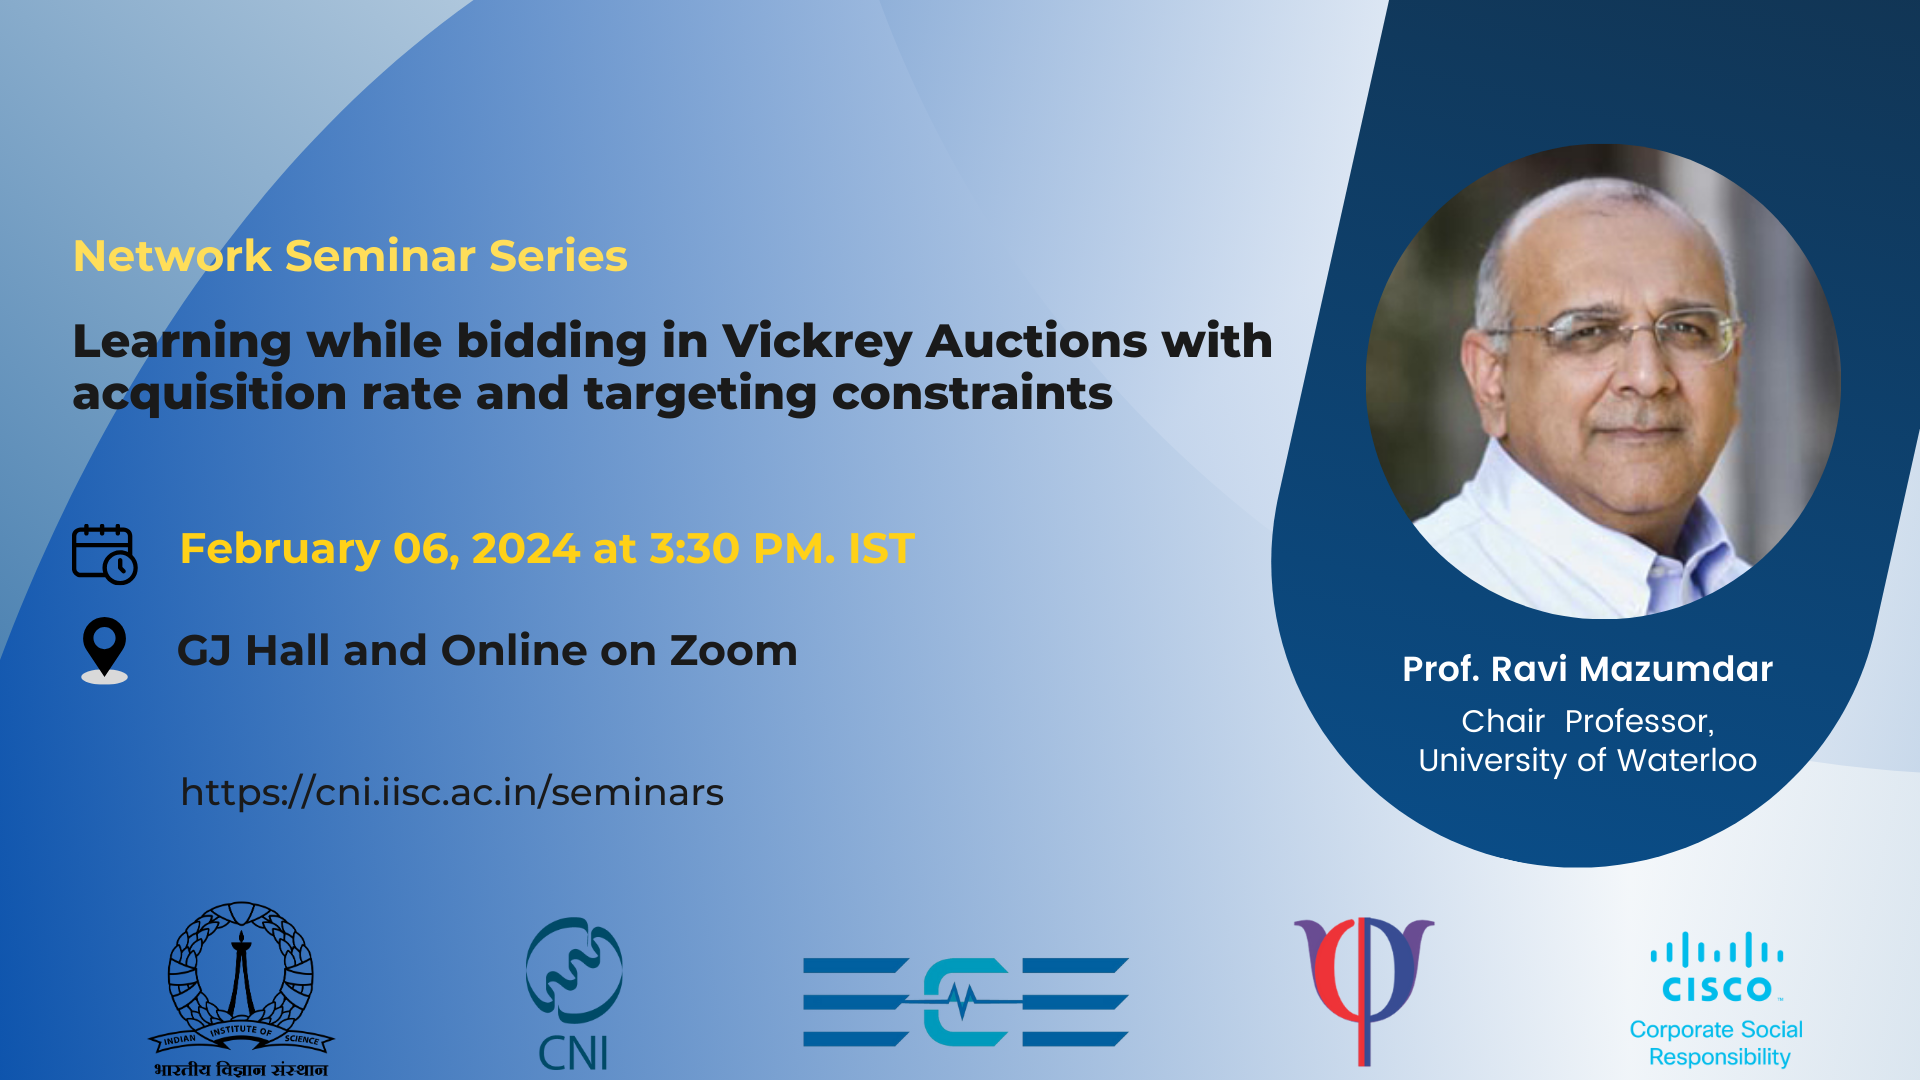 Network Seminar Series
Learning while bidding in Vickrey Auctions with
acquisition rate and targeting constraints
February 06, 2024 at 3:30 PM. IST
GJ Hall and Online on Zoom
https://cni.iisc.ac.in/seminars
Prof. Ravi Mazumdar
Chair Professor,
University of Waterloo
INDIAN INSTITUTE OF SCIENCE
भारतीय विज्ञान संस्थान
CNI
ECE
CISCO
Corporate Social
Responsibility